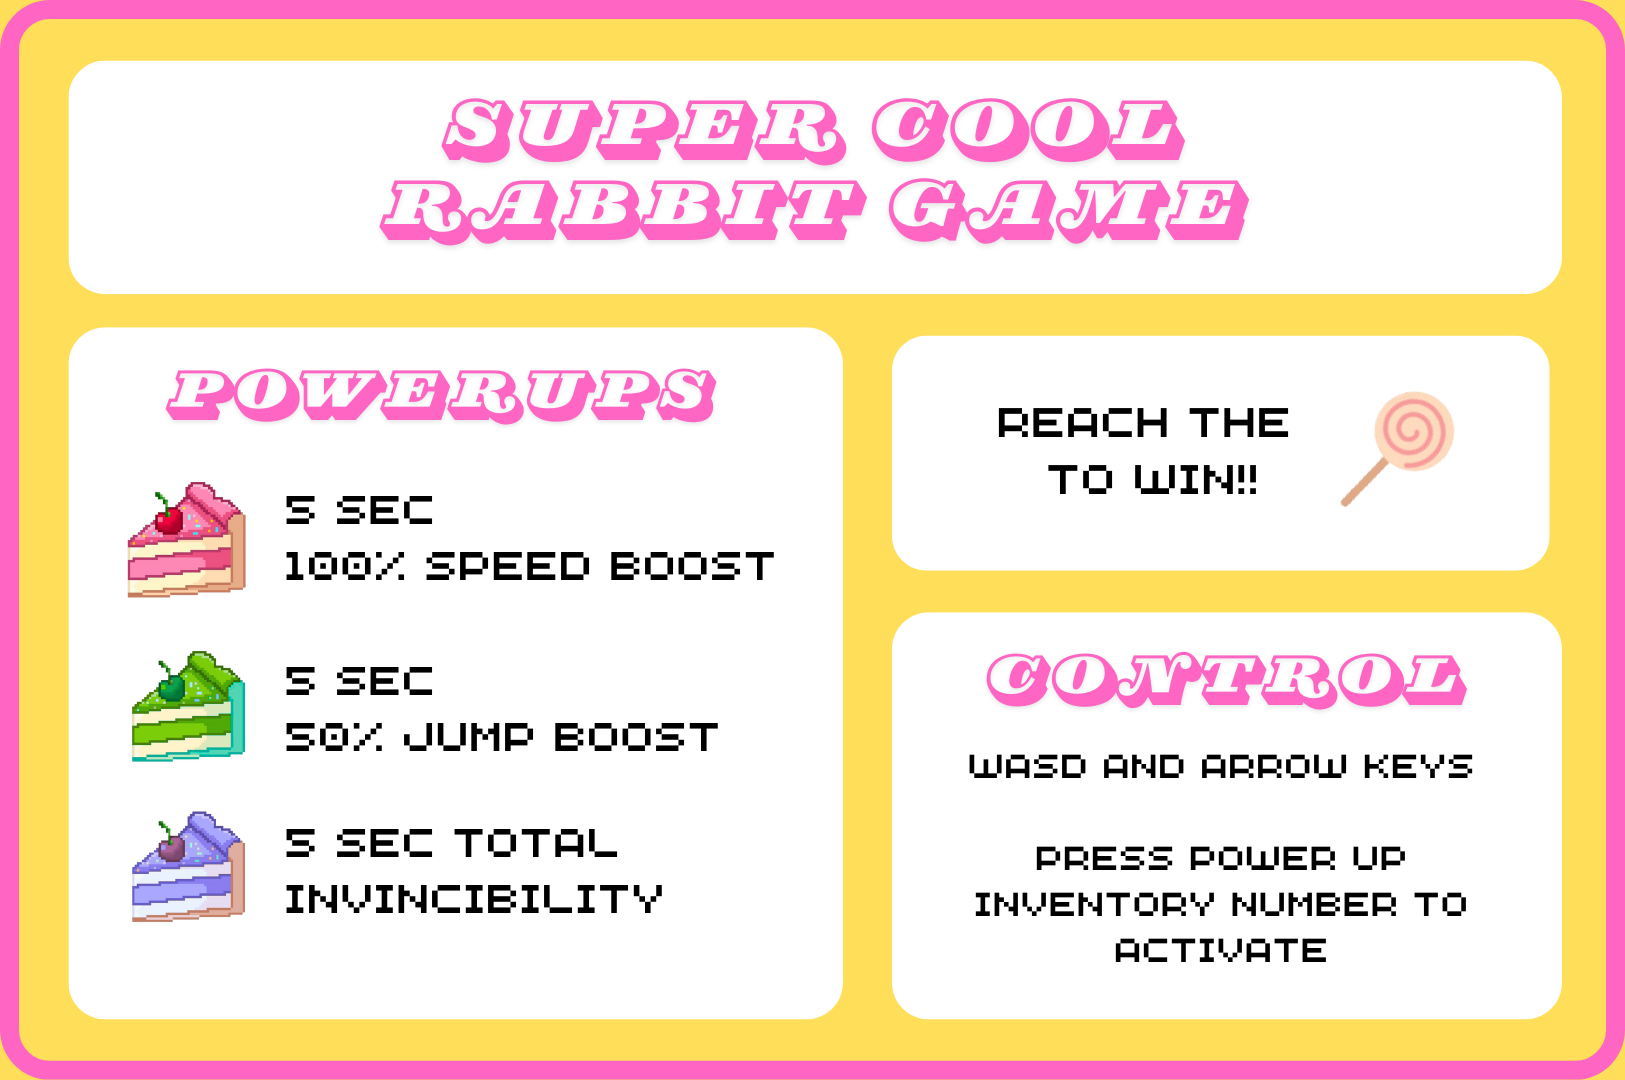 SUPER COOL
RABBIT GAME
POWERUPS
5 SEC
100% SPEED BOOST
5 SEC
50% JUMP BOOST
5 SEC TOTAL
INVINCIBILITY
REACH THE
TO WIN!!
CONTROL
WASD AND ARROW KEYS
PRESS POWER UP
INVENTORY NUMBER TO
ACTIVATE